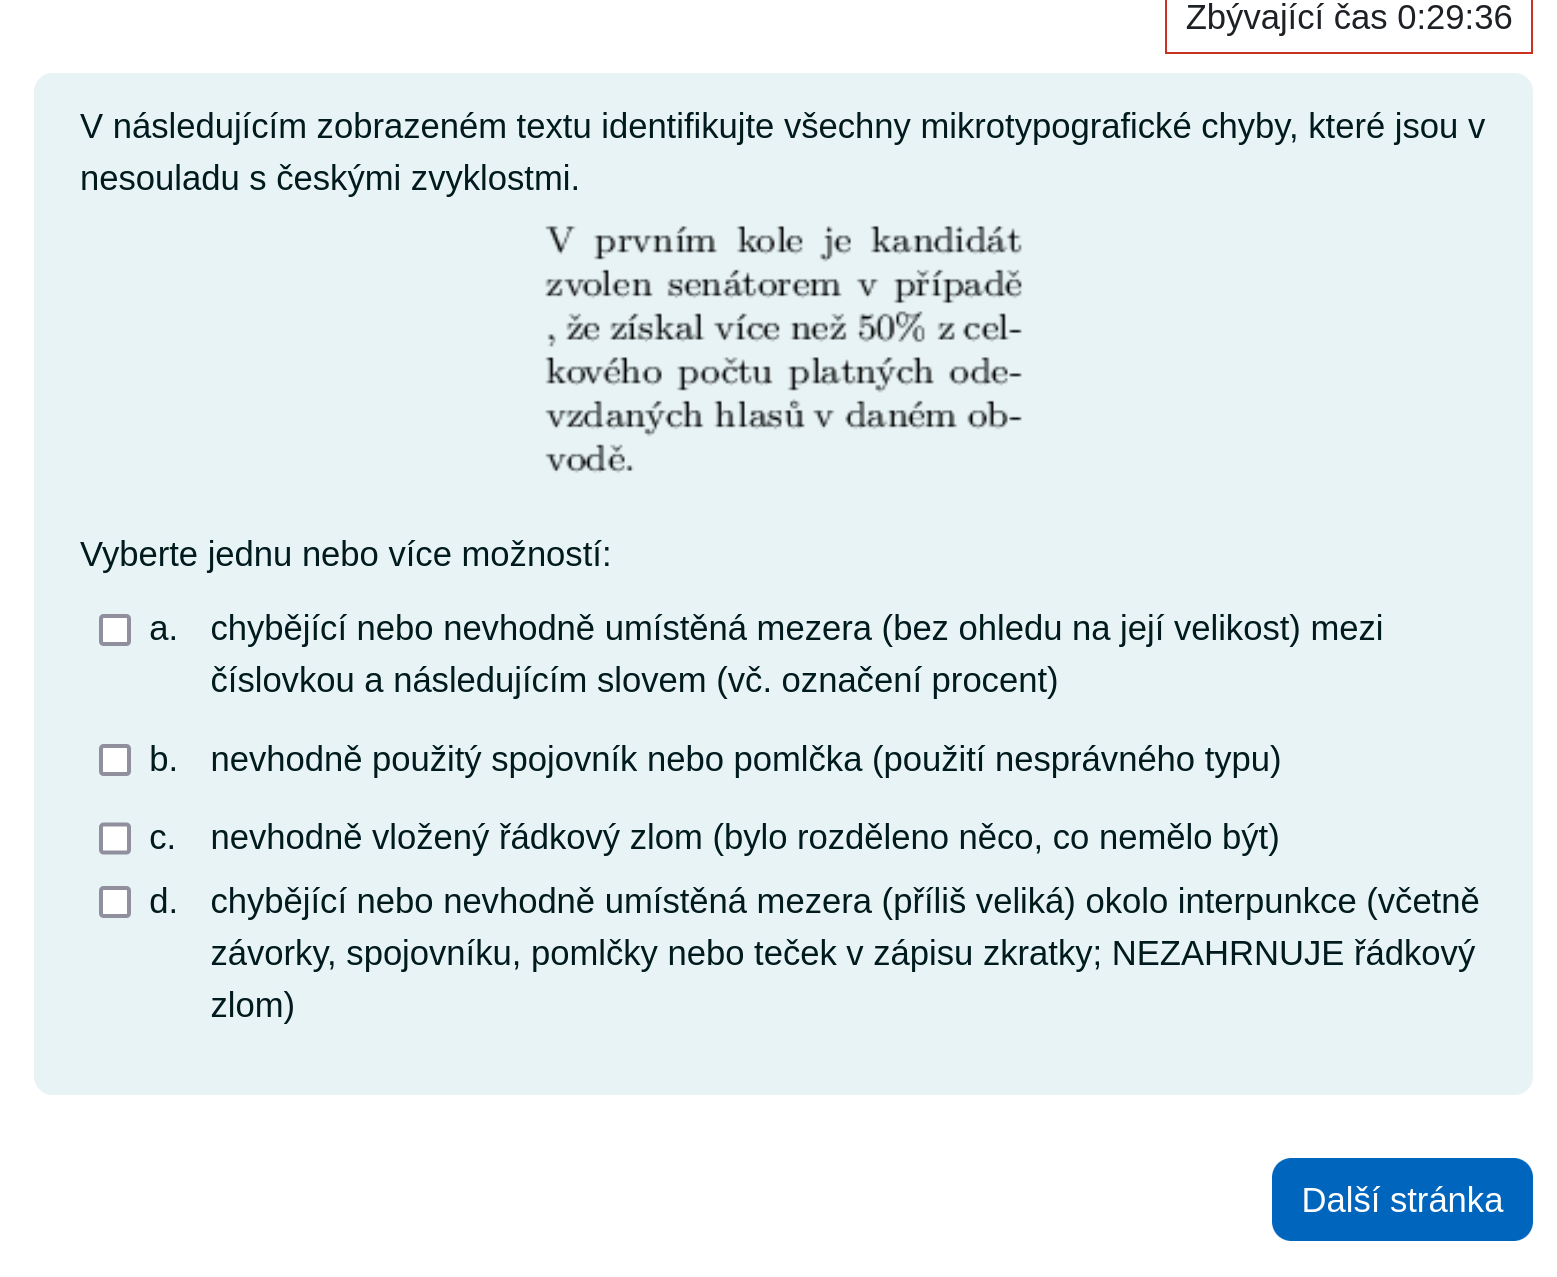 Zbývající čas 0:29:36
V následujícím zobrazeném textu identifikujte všechny mikrotypografické chyby, které jsou v
nesouladu s českými zvyklostmi.
V prvním kole je kandidát
zvolen senátorem v případě
, že získal více než 50% z cel-
kového počtu platných ode-
vzdaných hlasů v daném ob-
vodě.
Vyberte jednu nebo více možností:
a. chybějící nebo nevhodně umístěná mezera (bez ohledu na její velikost) mezi
číslovkou a následujícím slovem (vč. označení procent)
b. nevhodně použitý spojovník nebo pomlčka (použití nesprávného typu)
c. nevhodně vložený řádkový zlom (bylo rozděleno něco, co nemělo být)
d. chybějící nebo nevhodně umístěná mezera (příliš veliká) okolo interpunkce (včetně
závorky, spojovníku, pomlčky nebo teček v zápisu zkratky; NEZAHRNUJE řádkový
zlom)
Další stránka